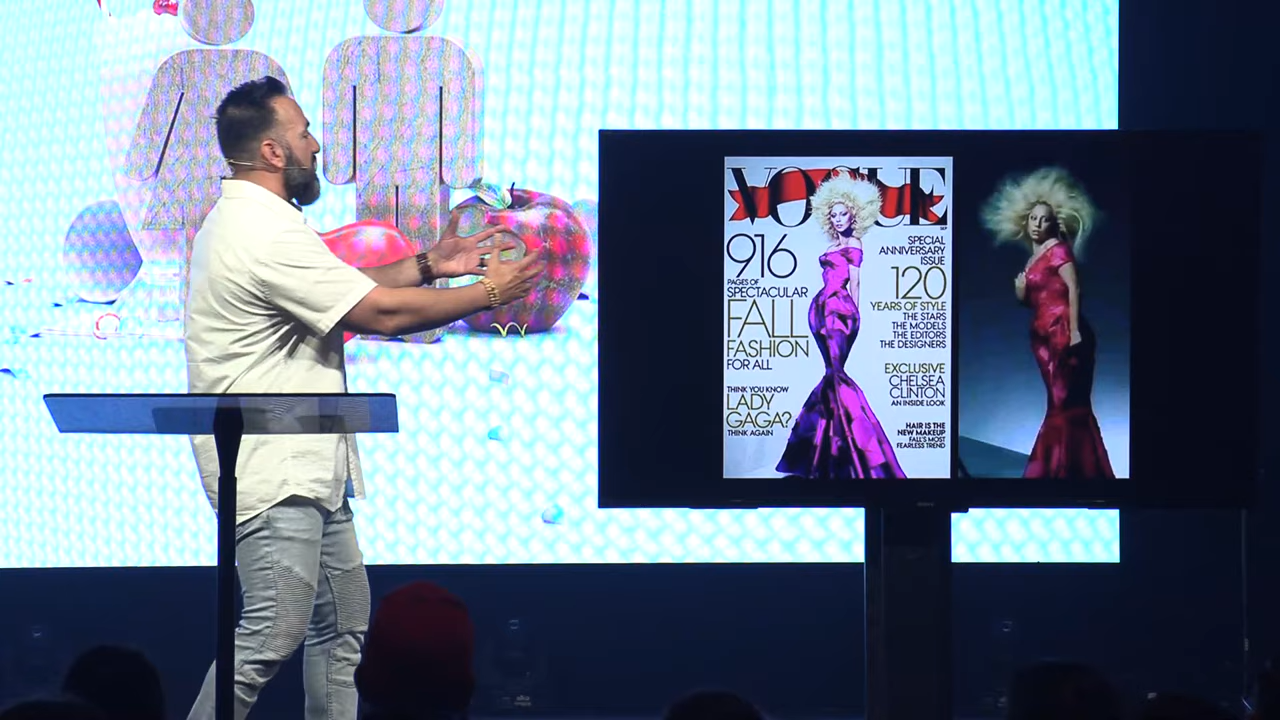 VOGUE
SEP
916
PAGES OF
SPECTACULAR
FALL
FASHION
FOR ALL
THINK YOU KNOW
LADY
GAGA?
THINK AGAIN
SPECIAL
ANNIVERSARY
ISSUE
120
YEARS OF STYLE
THE STARS
THE MODELS
THE EDITORS
THE DESIGNERS
EXCLUSIVE
CHELSEA
CLINTON
AN INSIDE LOOK
HAIR IS THE
NEW MAKEUP
FALL'S MOST
FEARLESS TREND